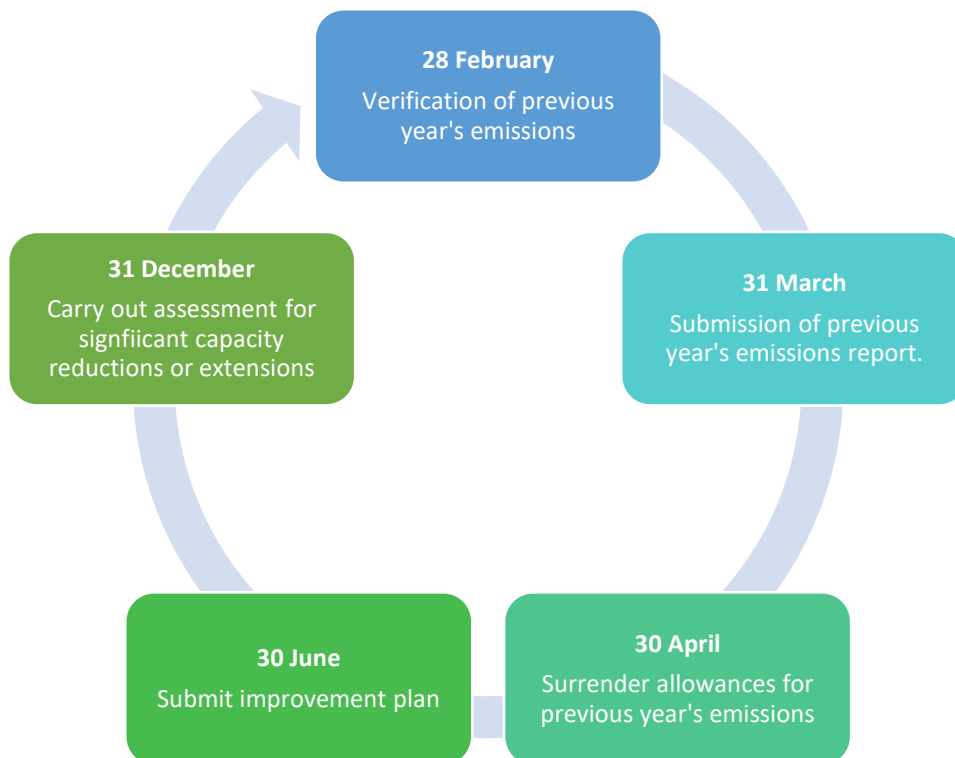 28 February
Verification of previous
year's emissions
31 March
Submission of previous
year's emissions report.
30 April
Surrender allowances for
previous year's emissions
30 June
Submit improvement plan
31 December
Carry out assessment for
signfiicant capacity
reductions or extensions